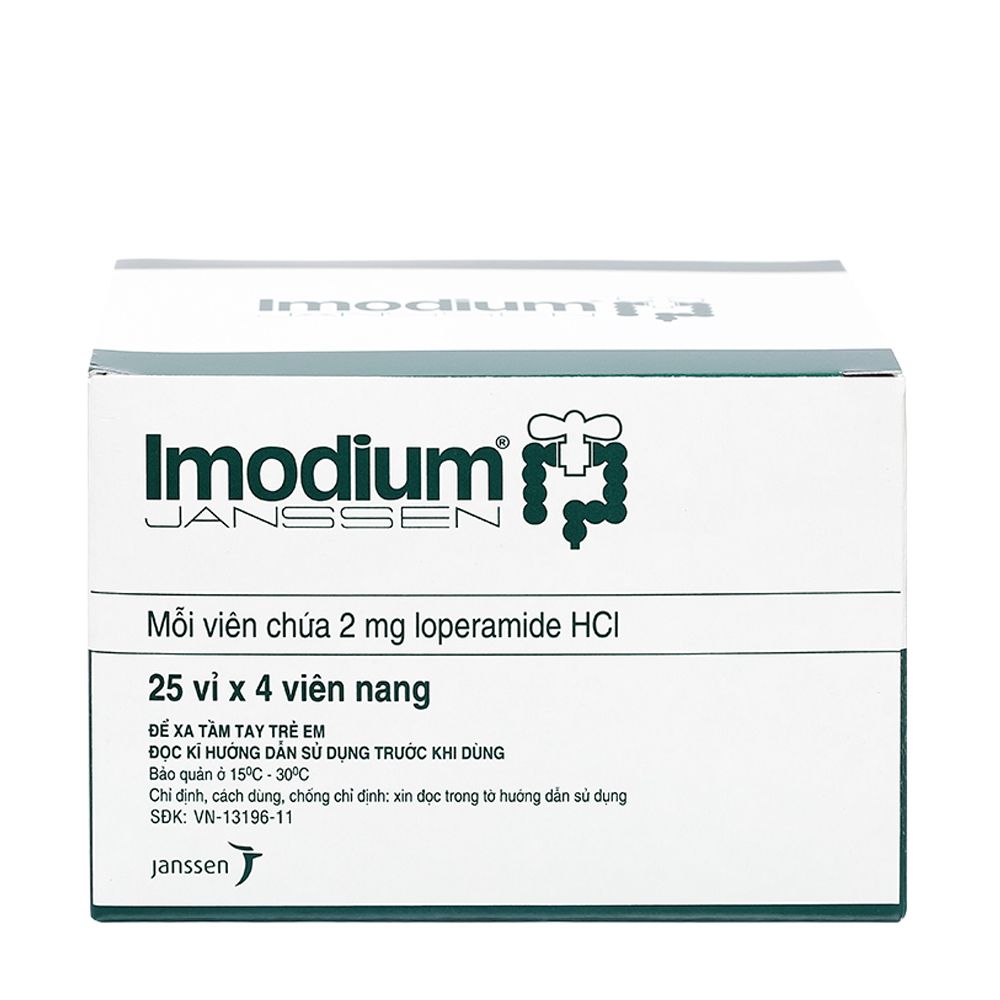 Imodium
Imodium®
JANSSEN
Mỗi viên chứa 2 mg loperamide HCl
25 vỉ x 4 viên nang
ĐỂ XA TẦM TAY TRẺ EM
ĐỌC KĨ HƯỚNG DẪN SỬ DỤNG TRƯỚC KHI DÙNG
Bảo quản ở 15⁰C - 30⁰C
Chỉ định, cách dùng, chống chỉ định: xin đọc trong tờ hướng dẫn sử dụng
SĐK: VN-13196-11
janssen